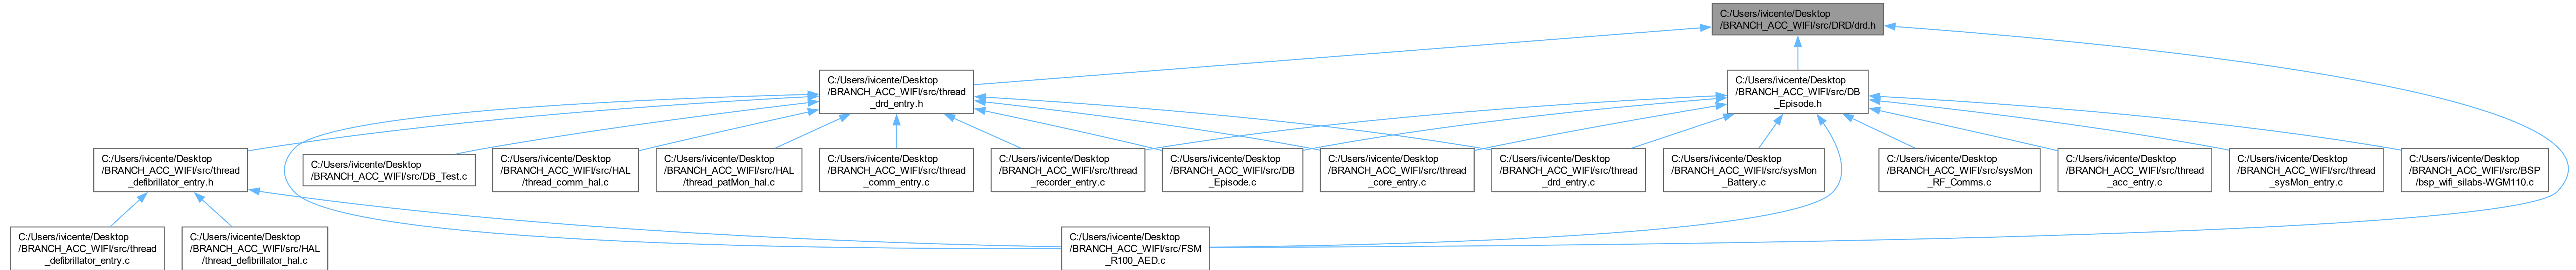 C:/Users/ivicente/Desktop
/BRANCH_ACC_WIFI/src/DRD/drd.h
C:/Users/ivicente/Desktop
/BRANCH_ACC_WIFI/src/thread
_drd_entry.h
C:/Users/ivicente/Desktop
/BRANCH_ACC_WIFI/src/DB
_Episode.h
C:/Users/ivicente/Desktop
/BRANCH_ACC_WIFI/src/thread
_defibrillator_entry.h
C:/Users/ivicente/Desktop
/BRANCH_ACC_WIFI/src/DB_Test.c
C:/Users/ivicente/Desktop
/BRANCH_ACC_WIFI/src/HAL
/thread_comm_hal.c
C:/Users/ivicente/Desktop
/BRANCH_ACC_WIFI/src/HAL
/thread_patMon_hal.c
C:/Users/ivicente/Desktop
/BRANCH_ACC_WIFI/src/thread
_comm_entry.c
C:/Users/ivicente/Desktop
/BRANCH_ACC_WIFI/src/thread
_recorder_entry.c
C:/Users/ivicente/Desktop
/BRANCH_ACC_WIFI/src/DB
_Episode.c
C:/Users/ivicente/Desktop
/BRANCH_ACC_WIFI/src/thread
_core_entry.c
C:/Users/ivicente/Desktop
/BRANCH_ACC_WIFI/src/thread
_drd_entry.c
C:/Users/ivicente/Desktop
/BRANCH_ACC_WIFI/src/sysMon
_Battery.c
C:/Users/ivicente/Desktop
/BRANCH_ACC_WIFI/src/sysMon
_RF_Comms.c
C:/Users/ivicente/Desktop
/BRANCH_ACC_WIFI/src/thread
_acc_entry.c
C:/Users/ivicente/Desktop
/BRANCH_ACC_WIFI/src/thread
_sysMon_entry.c
C:/Users/ivicente/Desktop
/BRANCH_ACC_WIFI/src/BSP
/bsp_wifi_silabs-WGM110.c
C:/Users/ivicente/Desktop
/BRANCH_ACC_WIFI/src/thread
_defibrillator_entry.c
C:/Users/ivicente/Desktop
/BRANCH_ACC_WIFI/src/HAL
/thread_defibrillator_hal.c
C:/Users/ivicente/Desktop
/BRANCH_ACC_WIFI/src/FSM
_R100_AED.c